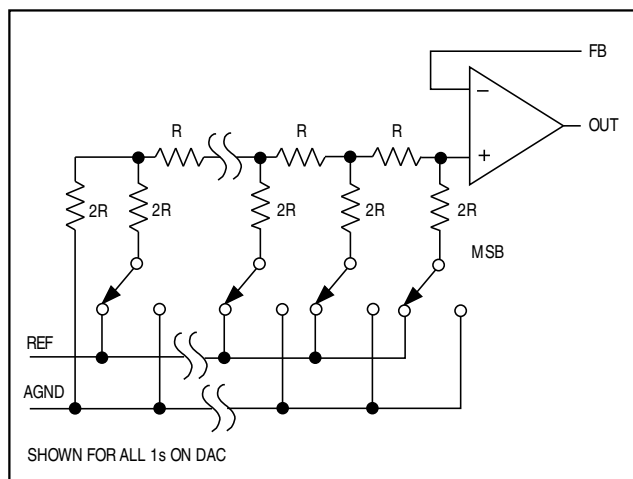 FB
R
R
R
−
OUT
+
2R
2R
2R
2R
2R
MSB
REF
AGND
SHOWN FOR ALL 1s ON DAC